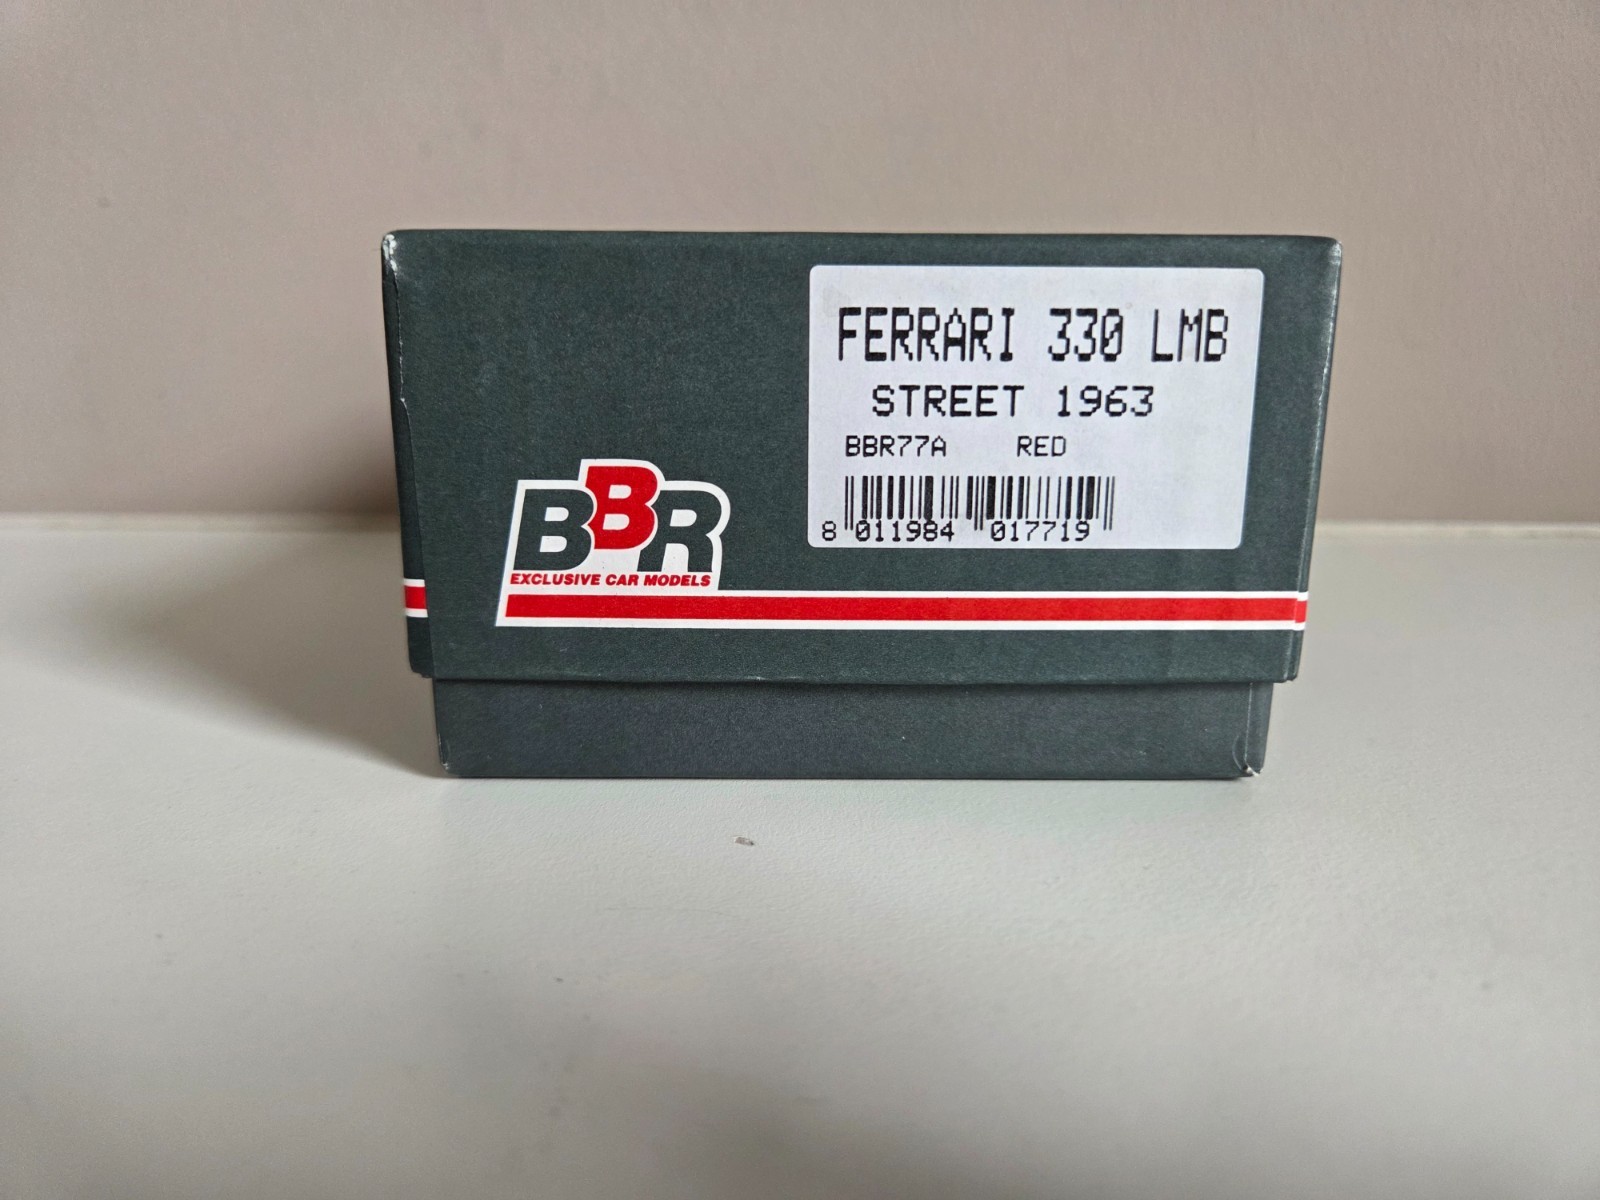 FERRARI 330 LMB
STREET 1963
BBR77A RED
8 011984 017719
BBR
EXCLUSIVE CAR MODELS